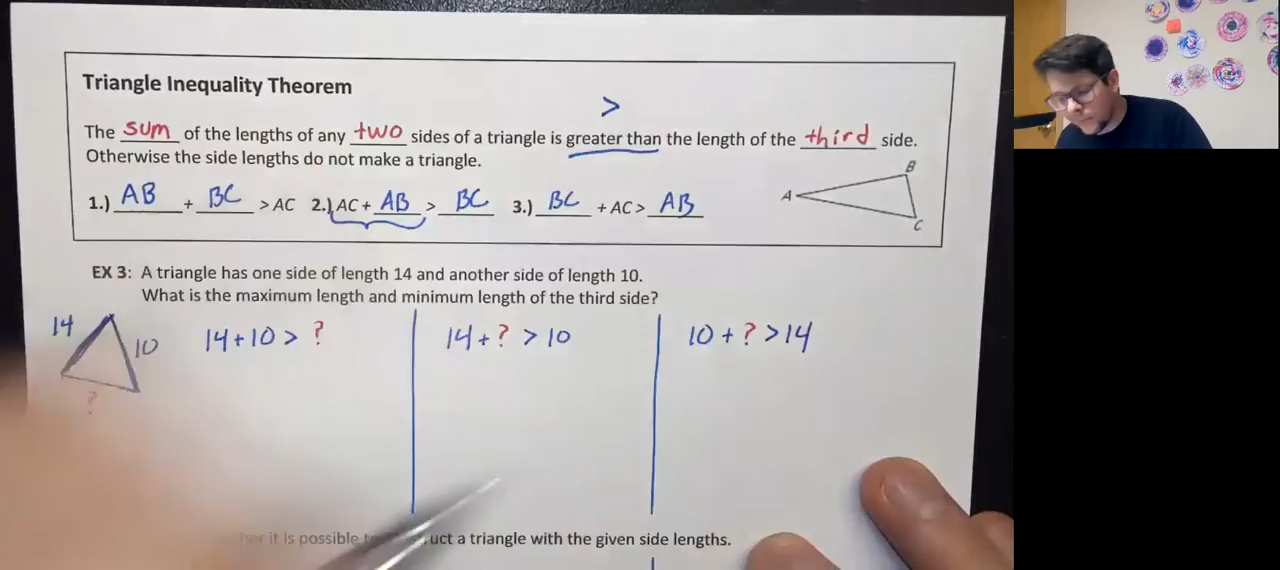 Triangle Inequality Theorem
>
The sum of the lengths of any two sides of a triangle is greater than the length of the third side.
Otherwise the side lengths do not make a triangle.
1.) AB + BC > AC 2.) AC + AB > BC 3.) BC + AC > AB
A
B
C
EX 3: A triangle has one side of length 14 and another side of length 10.
What is the maximum length and minimum length of the third side?
14
10
?
14+10 > ?
14+? > 10
10+? > 14
it is possible uct a triangle with the given side lengths.